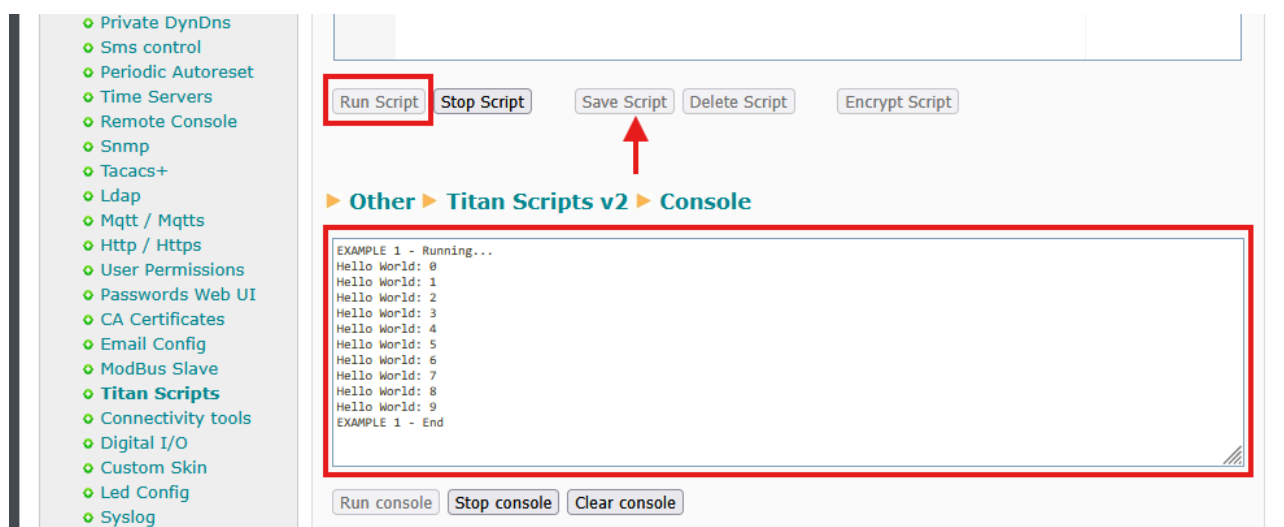 Private DynDns
Sms control
Periodic Autoreset
Time Servers
Remote Console
Snmp
Tacacs+
Ldap
Mqtt / Mqtts
Http / Https
User Permissions
Passwords Web UI
CA Certificates
Email Config
ModBus Slave
Titan Scripts
Connectivity tools
Digital I/O
Custom Skin
Led Config
Syslog
Run Script Stop Script Save Script Delete Script Encrypt Script
Other Titan Scripts v2 Console
EXAMPLE 1 - Running...
Hello World: 0
Hello World: 1
Hello World: 2
Hello World: 3
Hello World: 4
Hello World: 5
Hello World: 6
Hello World: 7
Hello World: 8
Hello World: 9
EXAMPLE 1 - End
Run console Stop console Clear console